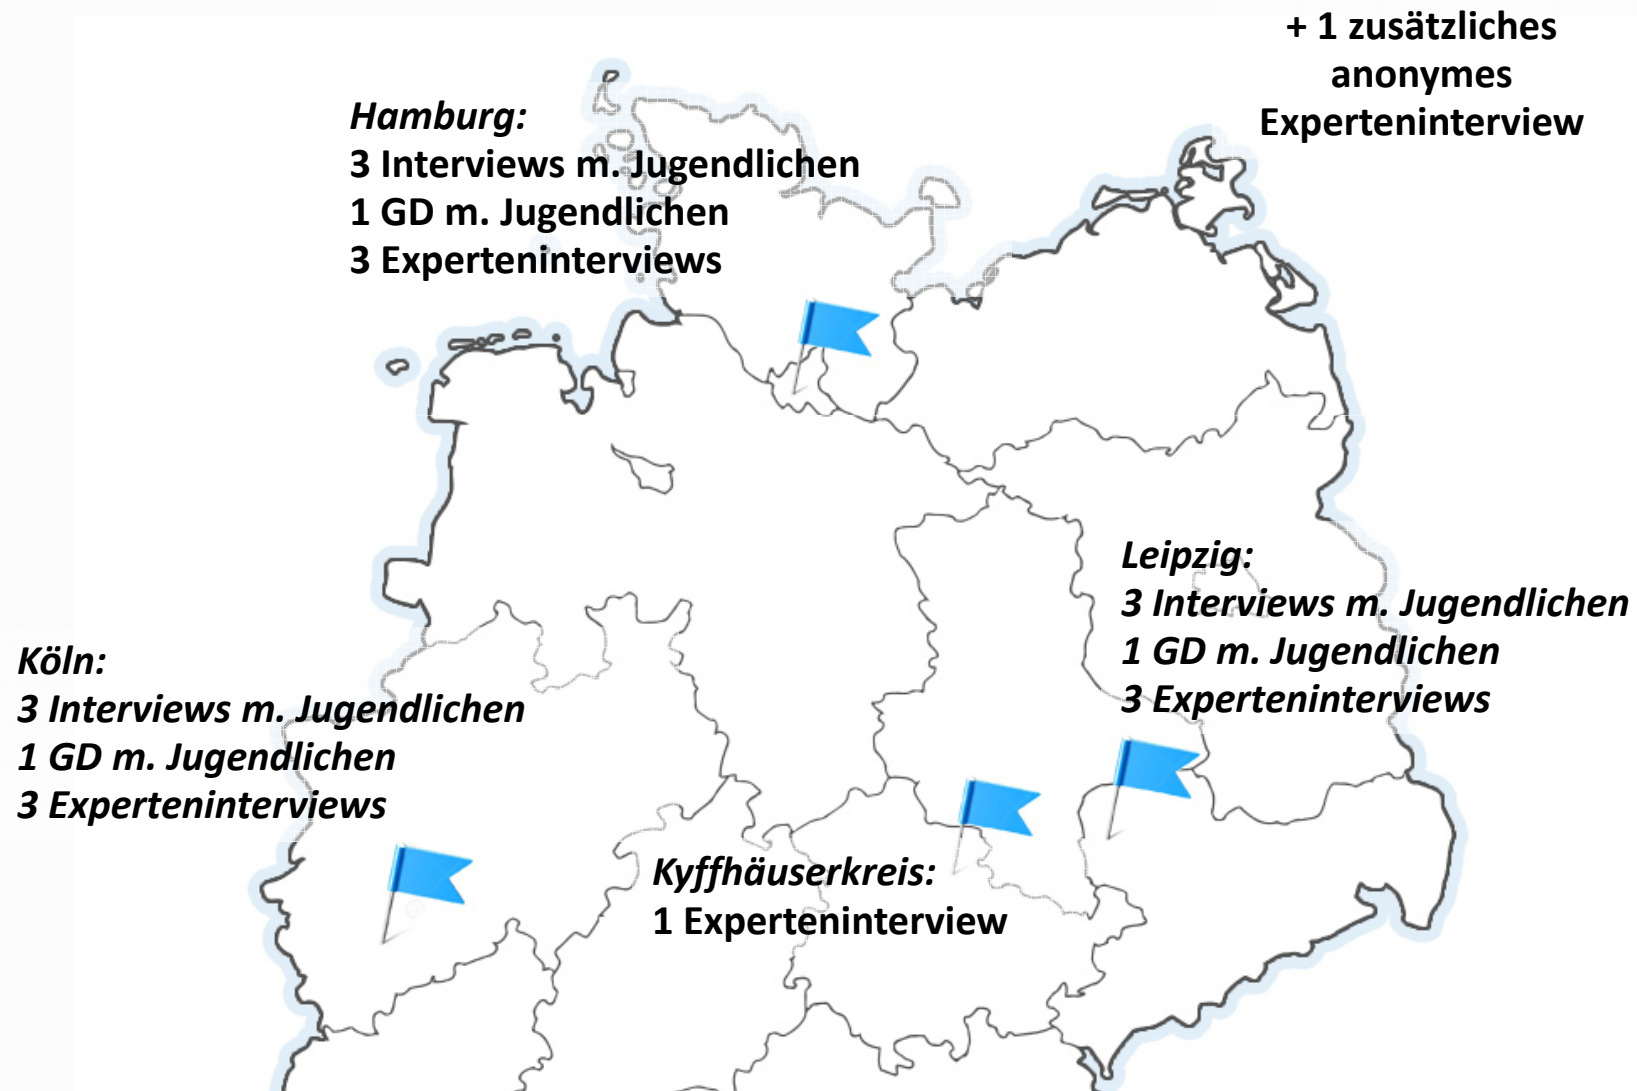 + 1 zusätzliches
anonymes
Experteninterview
Hamburg:
3 Interviews m. Jugendlichen
1 GD m. Jugendlichen
3 Experteninterviews
Leipzig:
3 Interviews m. Jugendlichen
1 GD m. Jugendlichen
3 Experteninterviews
Köln:
3 Interviews m. Jugendlichen
1 GD m. Jugendlichen
3 Experteninterviews
Kyffhäuserkreis:
1 Experteninterview